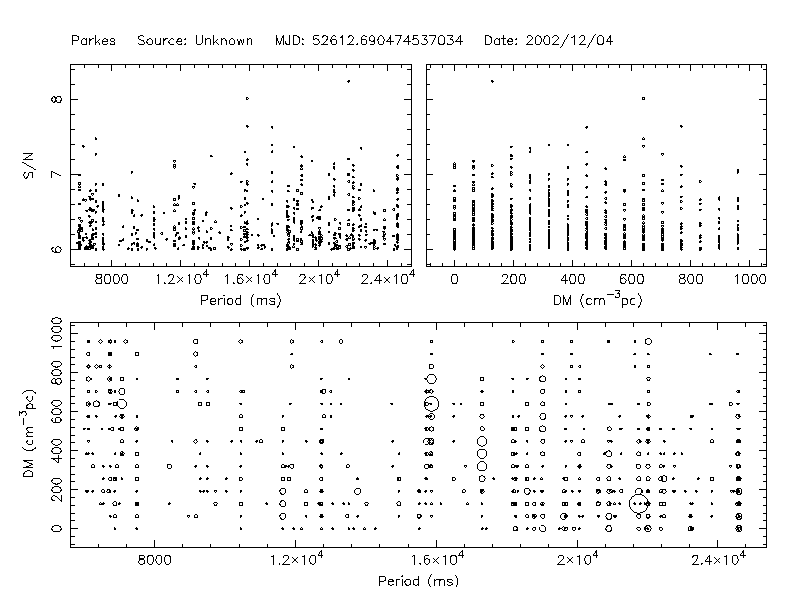 Parkes Source: Unknown MJD: 52612.690474537034 Date: 2002/12/04
8
7
6
S/N
8000 1.2×10⁴ 1.6×10⁴ 2×10⁴ 2.4×10⁴
Period (ms)
0 200 400 600 800 1000
DM (cm⁻³pc)
1000
800
600
400
200
0
DM (cm⁻³pc)
8000 1.2×10⁴ 1.6×10⁴ 2×10⁴ 2.4×10⁴
Period (ms)